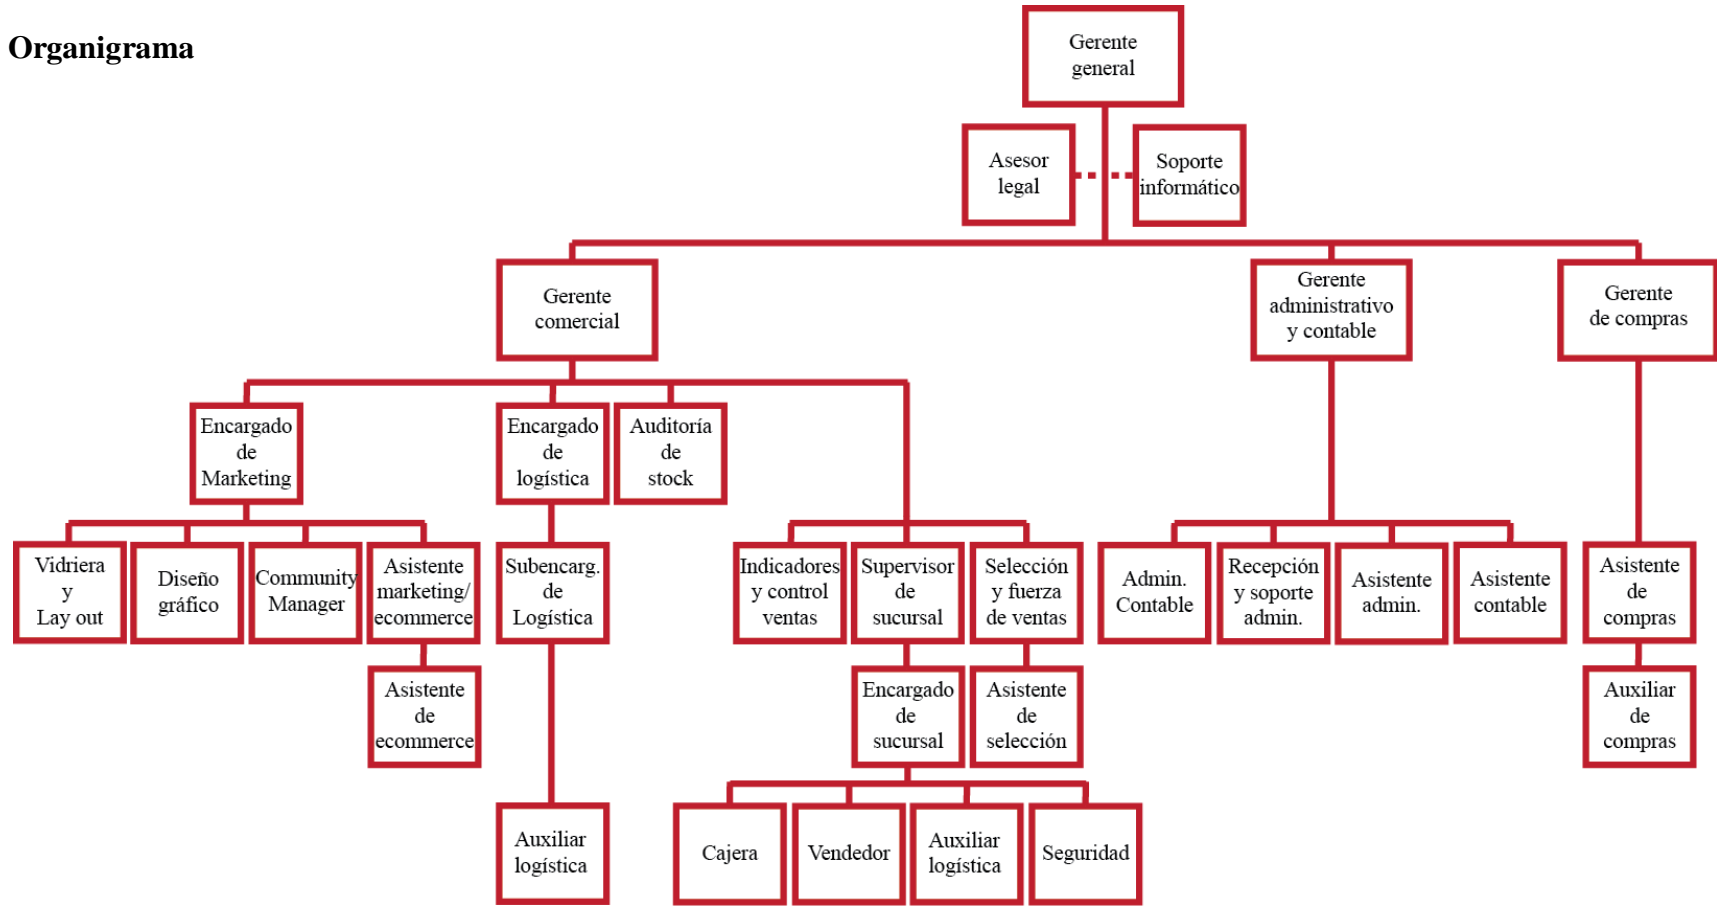 Organigrama
Gerente
general
Asesor
legal
Soporte
informático
Gerente
comercial
Gerente
administrativo
y contable
Gerente
de compras
Encargado
de
Marketing
Encargado
de
logística
Auditoría
de
stock
Vidriera
y
Lay out
Diseño
gráfico
Community
Manager
Asistente
marketing/
ecommerce
Subencarg.
de
Logística
Indicadores
y control
ventas
Supervisor
de
sucursal
Selección
y fuerza
de ventas
Admin.
Contable
Recepción
y soporte
admin.
Asistente
admin.
Asistente
contable
Asistente
de
compras
Asistente
de
ecommerce
Encargado
de
sucursal
Asistente
de
selección
Auxiliar
de
compras
Auxiliar
logística
Cajera
Vendedor
Auxiliar
logística
Seguridad